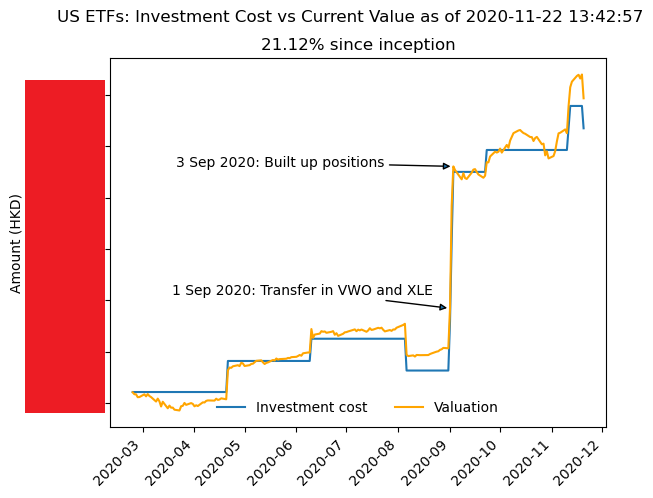 US ETFs: Investment Cost vs Current Value as of 2020-11-22 13:42:57
21.12% since inception
Amount (HKD)
3 Sep 2020: Built up positions
1 Sep 2020: Transfer in VWO and XLE
Investment cost
Valuation
2020-03
2020-04
2020-05
2020-06
2020-07
2020-08
2020-09
2020-10
2020-11
2020-12